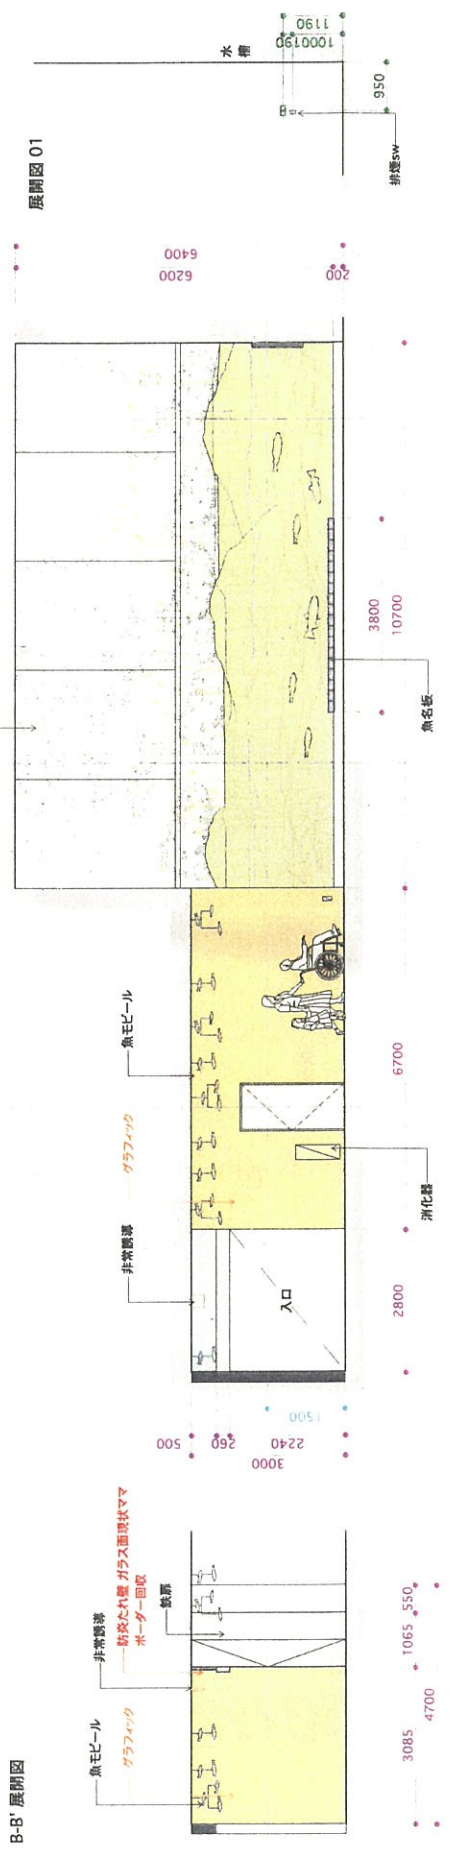 B-B' 展開図
魚モビール
グラフィック
非常誘導
防炎たれ壁 ガラス面現状ママ
ボーダー回収
鉄扉
3085
1065
550
4700
500
260
2240
3000
1500
非常誘導
グラフィック
魚モビール
入口
消化器
2800
6700
魚名板
3800
10700
6200
200
6400
展開図 01
水槽
1000
190
1190
950
排煙sw